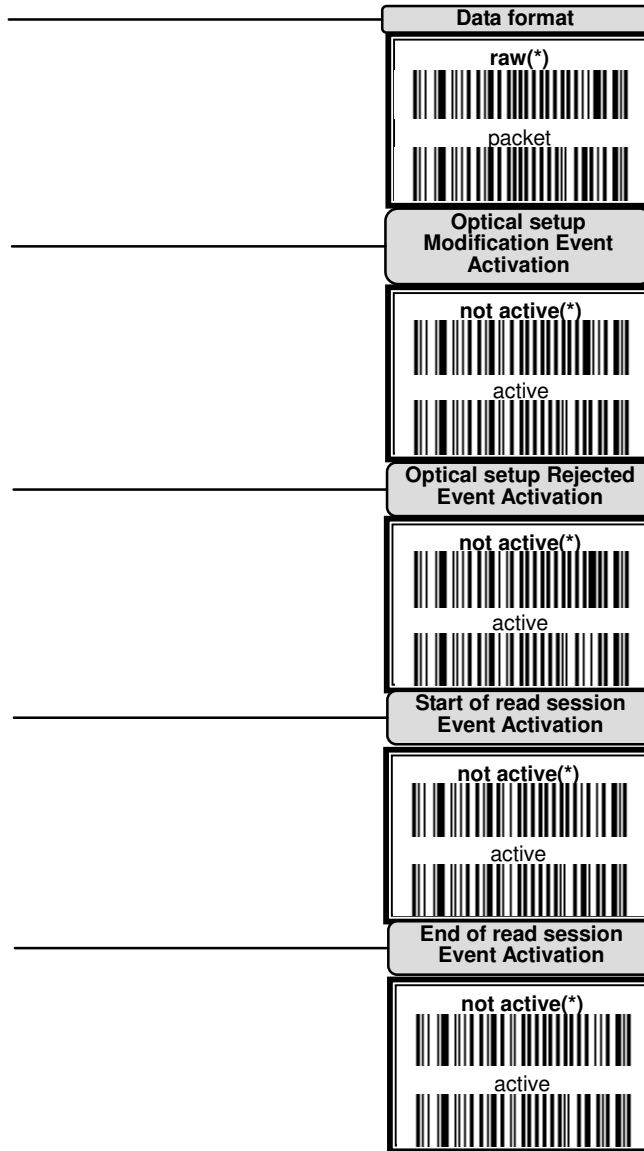 Data format
raw(*)
packet
Optical setup
Modification Event
Activation
not active(*)
active
Optical setup Rejected
Event Activation
not active(*)
active
Start of read session
Event Activation
not active(*)
active
End of read session
Event Activation
not active(*)
active